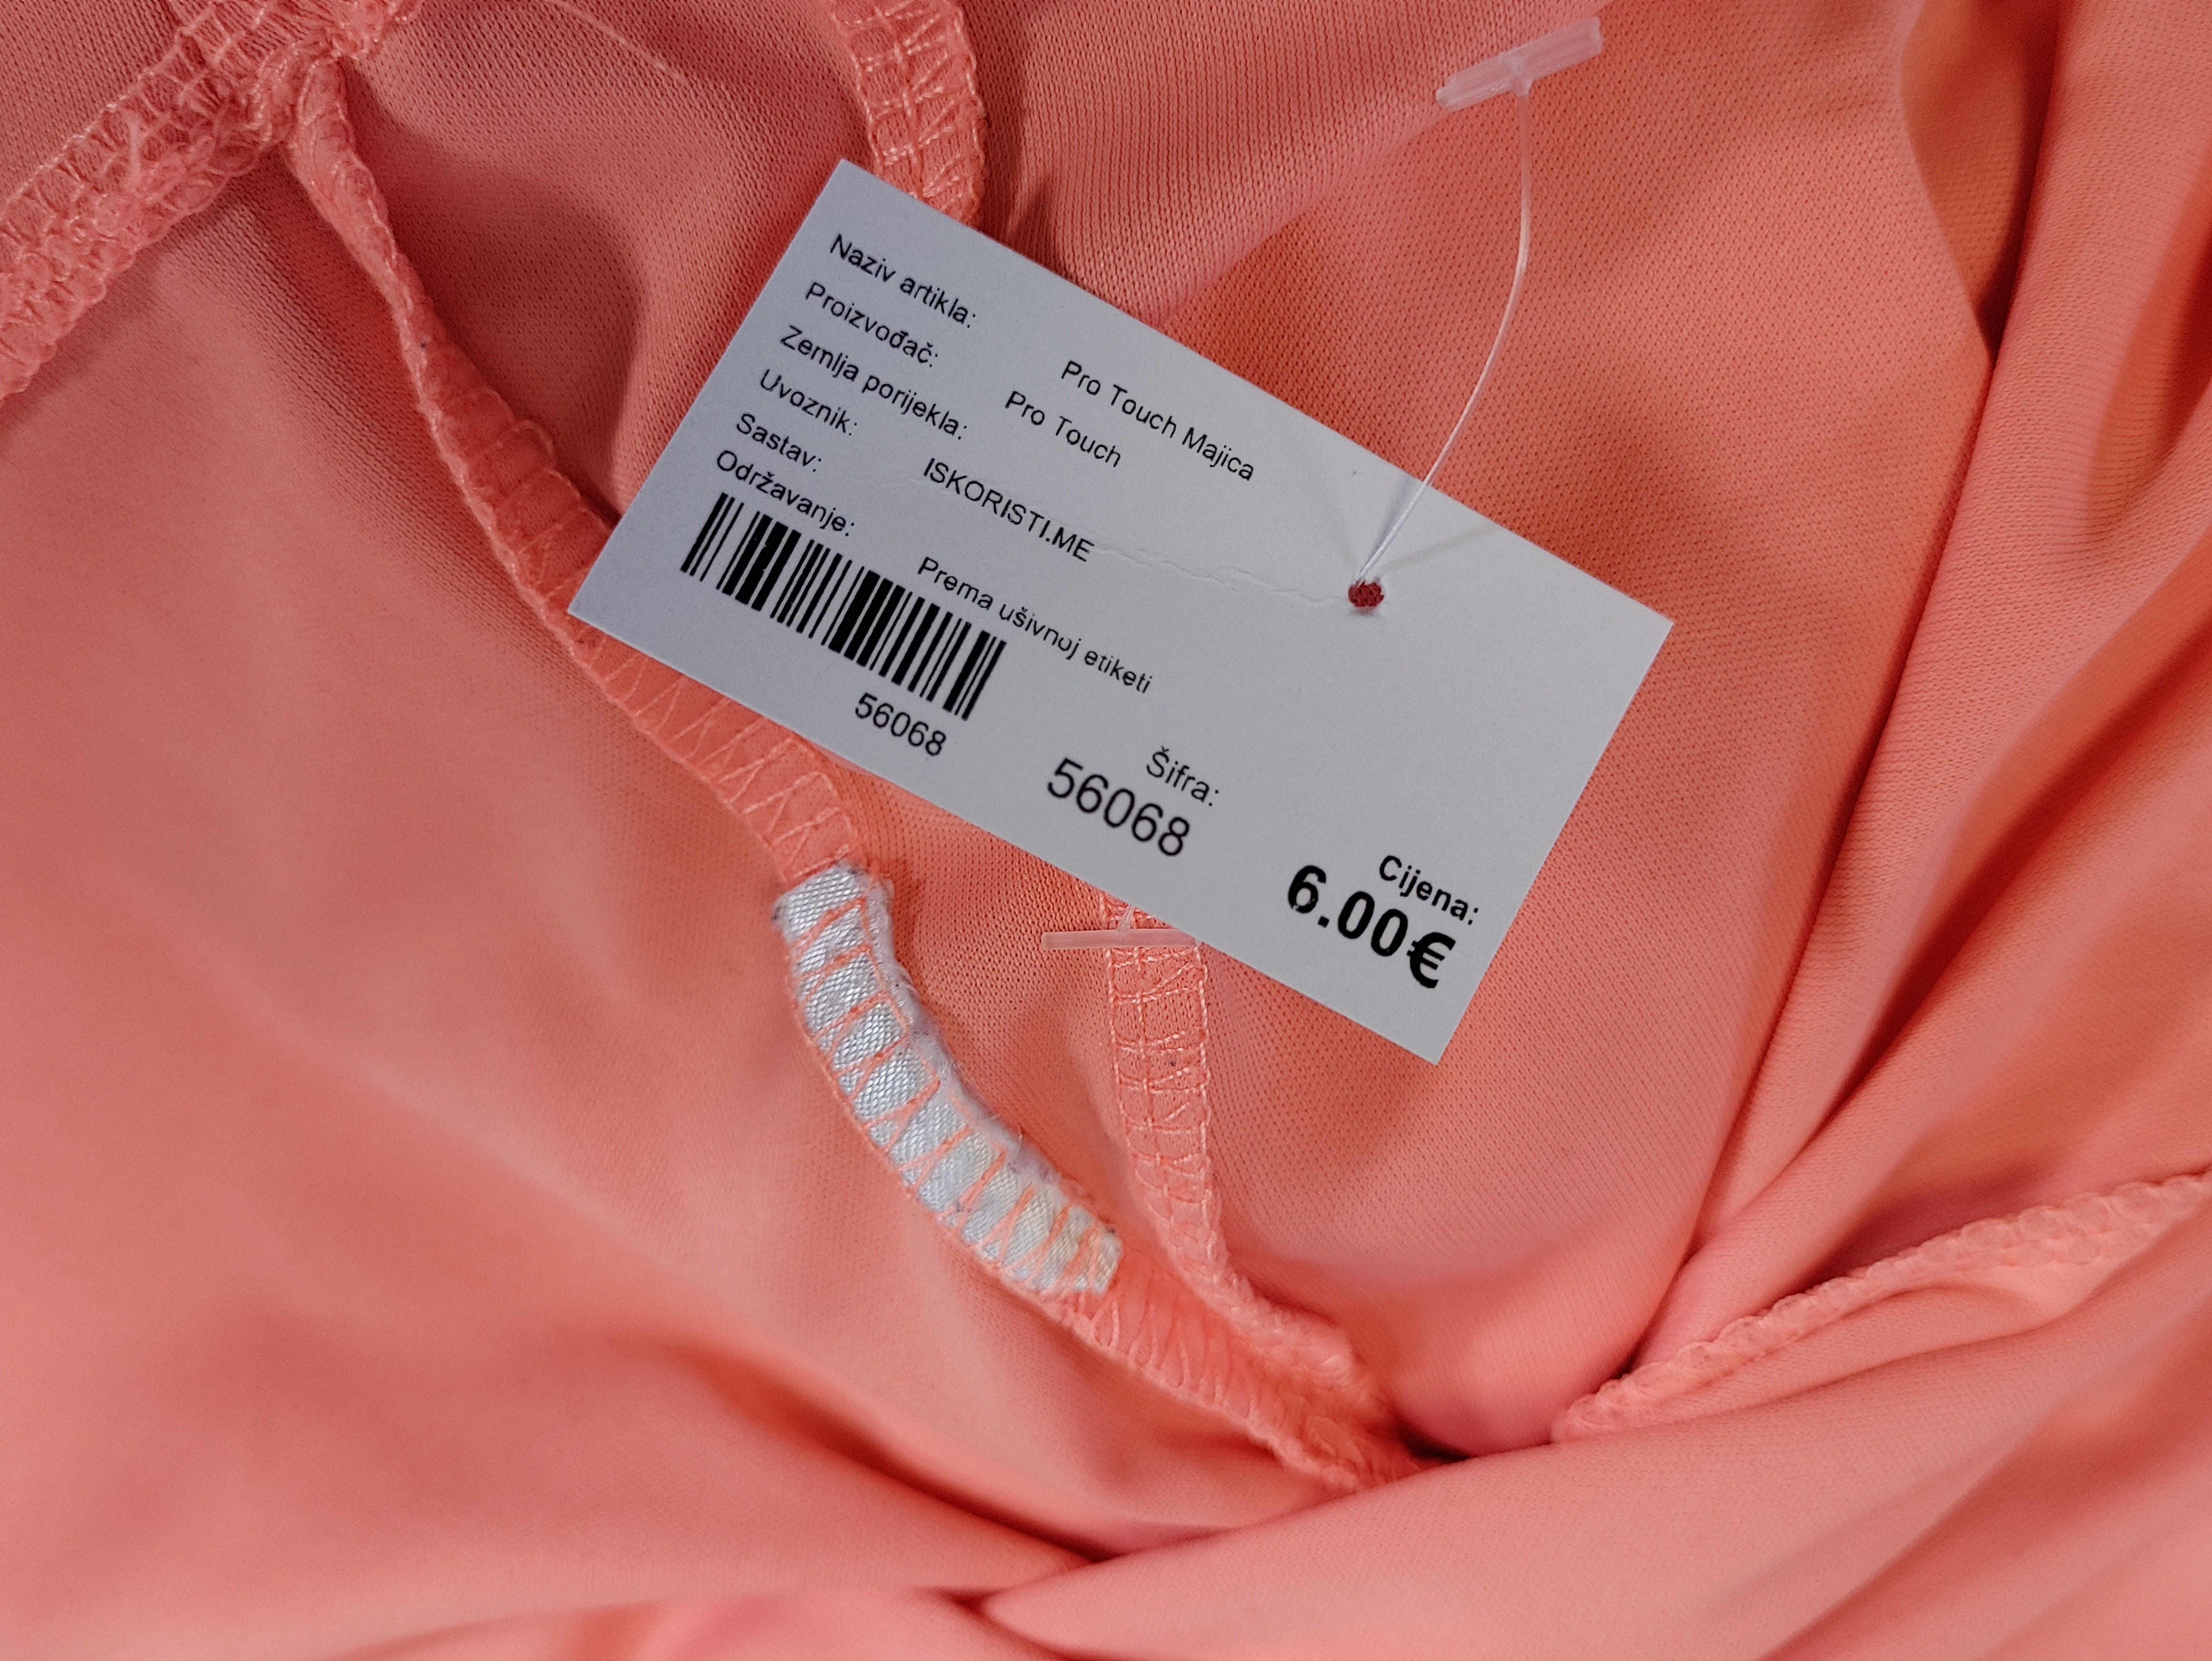 Naziv artikla: Pro Touch Majica
Proizvođač: Pro Touch
Zemlja porijekla:
Uvoznik: ISKORISTI.ME
Sastav:
Održavanje: Prema ušivnoj etiketi
56068
Šifra:
56068
Cijena:
6.00€